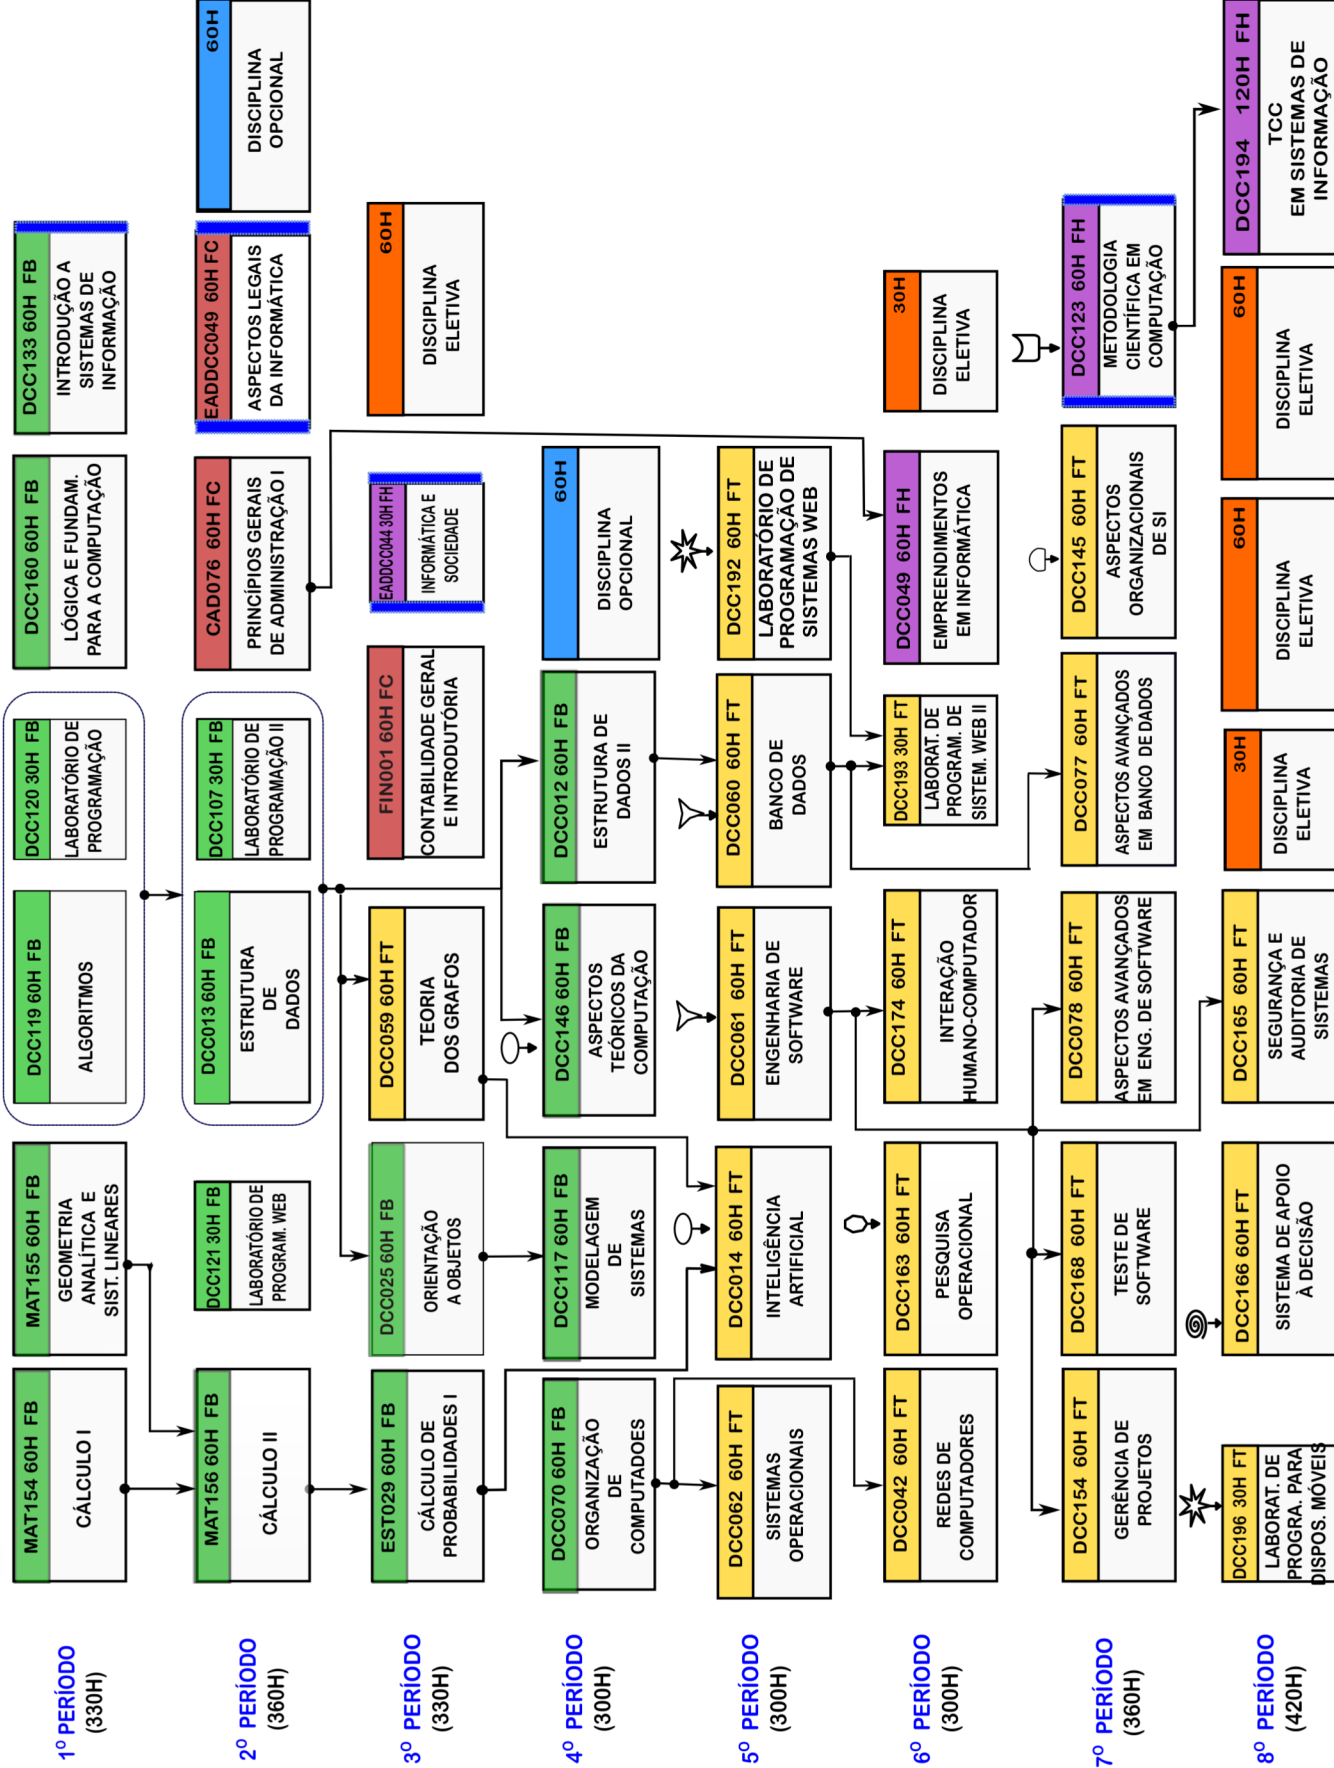 1º PERÍODO
(330H)
MAT154 60H FB
CÁLCULO I
MAT155 60H FB
GEOMETRIA
ANALÍTICA E
SIST. LINEARES
DCC119 60H FB
ALGORITMOS
DCC120 30H FB
LABORATÓRIO DE
PROGRAMAÇÃO
DCC160 60H FB
LÓGICA E FUNDAM.
PARA A COMPUTAÇÃO
DCC133 60H FB
INTRODUÇÃO A
SISTEMAS DE
INFORMAÇÃO
2º PERÍODO
(360H)
MAT156 60H FB
CÁLCULO II
DCC121 30H FB
LABORATÓRIO DE
PROGRAM. WEB
DCC013 60H FB
ESTRUTURA
DE
DADOS
DCC107 30H FB
LABORATÓRIO DE
PROGRAMAÇÃO II
CAD076 60H FC
PRINCÍPIOS GERAIS
DE ADMINISTRAÇÃO I
EADDCC049 60H FC
ASPECTOS LEGAIS
DA INFORMÁTICA
60H
DISCIPLINA
OPCIONAL
3º PERÍODO
(330H)
EST029 60H FB
CÁLCULO DE
PROBABILIDADES I
DCC025 60H FB
ORIENTAÇÃO
A OBJETOS
DCC059 60H FT
TEORIA
DOS GRAFOS
FIN001 60H FC
CONTABILIDADE GERAL
E INTRODUTÓRIA
EADDCC044 30H FH
INFORMÁTICA E
SOCIEDADE
60H
DISCIPLINA
ELETIVA
4º PERÍODO
(300H)
DCC070 60H FB
ORGANIZAÇÃO
DE
COMPUTADOES
DCC117 60H FB
MODELAGEM
DE
SISTEMAS
DCC146 60H FB
ASPECTOS
TEÓRICOS DA
COMPUTAÇÃO
DCC012 60H FB
ESTRUTURA DE
DADOS II
60H
DISCIPLINA
OPCIONAL
5º PERÍODO
(300H)
DCC062 60H FT
SISTEMAS
OPERACIONAIS
DCC014 60H FT
INTELIGÊNCIA
ARTIFICIAL
DCC061 60H FT
ENGENHARIA DE
SOFTWARE
DCC060 60H FT
BANCO DE
DADOS
DCC192 60H FT
LABORATÓRIO DE
PROGRAMAÇÃO DE
SISTEMAS WEB
6º PERÍODO
(300H)
DCC042 60H FT
REDES DE
COMPUTADORES
DCC163 60H FT
PESQUISA
OPERACIONAL
DCC174 60H FT
INTERAÇÃO
HUMANO-COMPUTADOR
DCC193 30H FT
LABORAT. DE
PROGRAM. DE
SISTEM. WEB II
DCC049 60H FH
EMPREENDIMENTOS
EM INFORMÁTICA
30H
DISCIPLINA
ELETIVA
7º PERÍODO
(360H)
DCC154 60H FT
GERÊNCIA DE
PROJETOS
DCC168 60H FT
TESTE DE
SOFTWARE
DCC078 60H FT
ASPECTOS AVANÇADOS
EM ENG. DE SOFTWARE
DCC077 60H FT
ASPECTOS AVANÇADOS
EM BANCO DE DADOS
DCC145 60H FT
ASPECTOS
ORGANIZACIONAIS
DE SI
DCC123 60H FH
METODOLOGIA
CIENTÍFICA EM
COMPUTAÇÃO
8º PERÍODO
(420H)
DCC196 30H FT
LABORAT. DE
PROGRA. PARA
DISPOS. MÓVEIS
DCC166 60H FT
SISTEMA DE APOIO
À DECISÃO
DCC165 60H FT
SEGURANÇA E
AUDITORIA DE
SISTEMAS
30H
DISCIPLINA
ELETIVA
60H
DISCIPLINA
ELETIVA
60H
DISCIPLINA
ELETIVA
DCC194 120H FH
TCC
EM SISTEMAS DE
INFORMAÇÃO